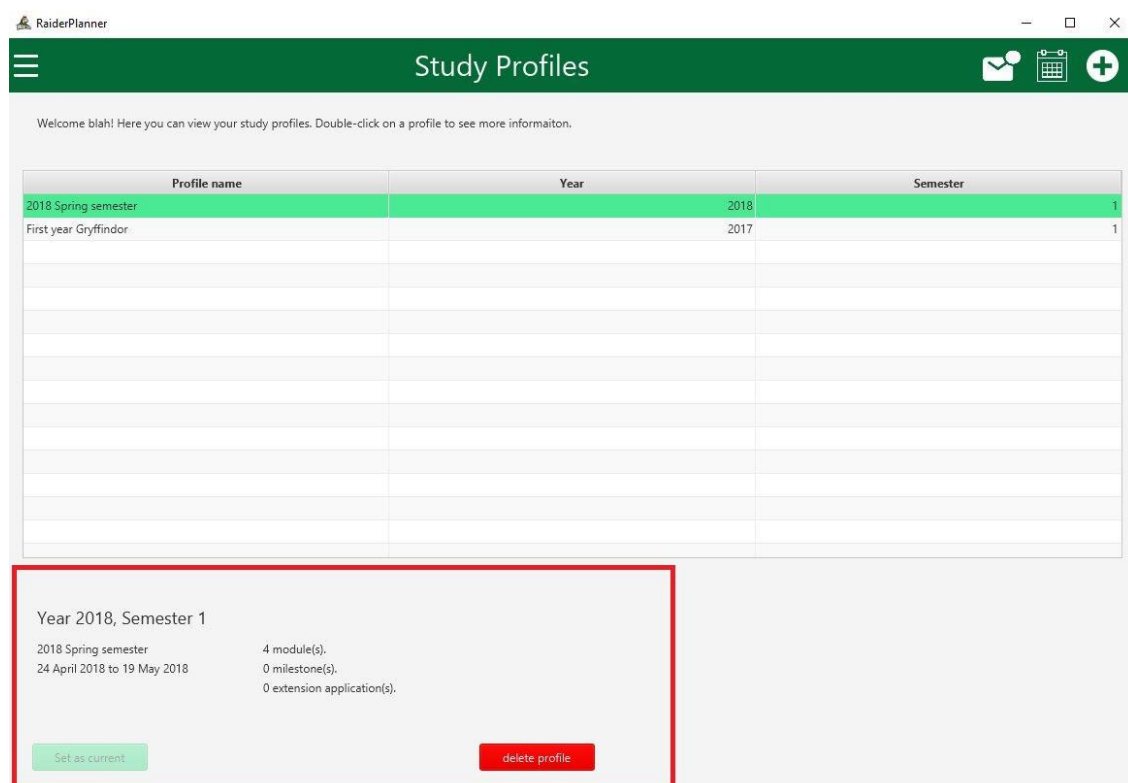 RaiderPlanner
Study Profiles
Welcome blah! Here you can view your study profiles. Double-click on a profile to see more informaiton.
Profile name Year Semester
2018 Spring semester 2018 1
First year Gryffindor 2017 1
Year 2018, Semester 1
2018 Spring semester 4 module(s).
24 April 2018 to 19 May 2018 0 milestone(s).
0 extension application(s).
Set as current delete profile